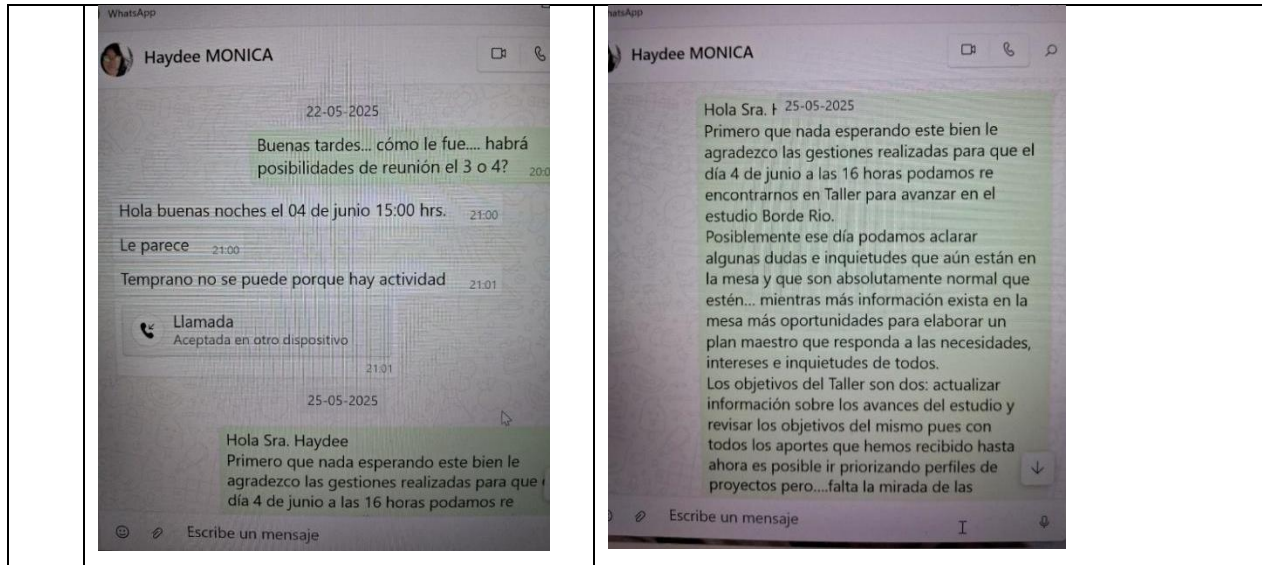 WhatsApp
Haydee MONICA
22-05-2025
Buenas tardes... cómo le fue.... habrá
posibilidades de reunión el 3 o 4?
Hola buenas noches el 04 de junio 15:00 hrs. 21:00
Le parece 21:00
Temprano no se puede porque hay actividad 21:01
Llamada
Aceptada en otro dispositivo
21:01
25-05-2025
Hola Sra. Haydee
Primero que nada esperando este bien le
agradezco las gestiones realizadas para que
día 4 de junio a las 16 horas podamos re
Escribe un mensaje
Haydee MONICA
25-05-2025
Hola Sra.
Primero que nada esperando este bien le
agradezco las gestiones realizadas para que el
día 4 de junio a las 16 horas podamos re
encontrarnos en Taller para avanzar en el
estudio Borde Rio.
Posiblemente ese día podamos aclarar
algunas dudas e inquietudes que aún están en
la mesa y que son absolutamente normal que
estén... mientras más información exista en la
mesa más oportunidades para elaborar un
plan maestro que responda a las necesidades,
intereses e inquietudes de todos.
Los objetivos del Taller son dos: actualizar
información sobre los avances del estudio y
revisar los objetivos del mismo pues con
todos los aportes que hemos recibido hasta
ahora es posible ir priorizando perfiles de
proyectos pero....falta la mirada de las
Escribe un mensaje